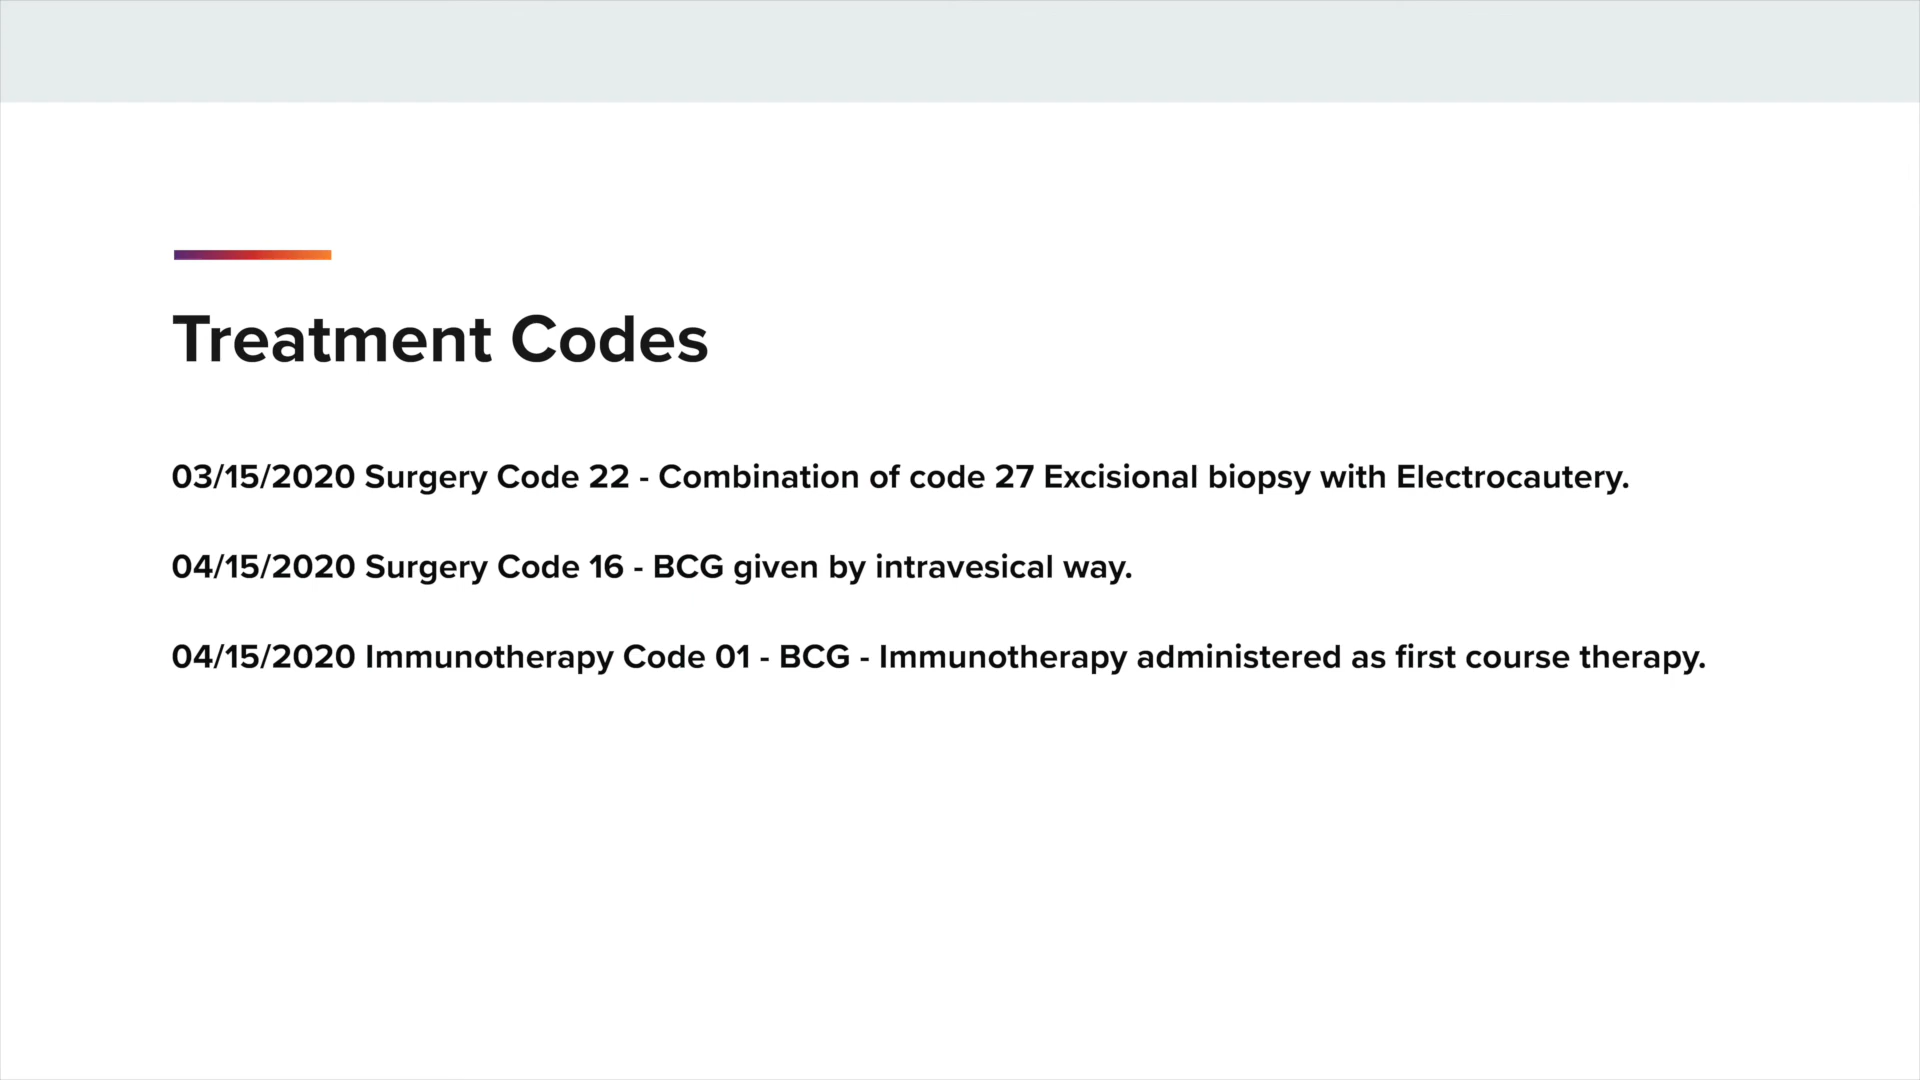 Treatment Codes
03/15/2020 Surgery Code 22 - Combination of code 27 Excisional biopsy with Electrocautery.
04/15/2020 Surgery Code 16 - BCG given by intravesical way.
04/15/2020 Immunotherapy Code 01 - BCG - Immunotherapy administered as first course therapy.